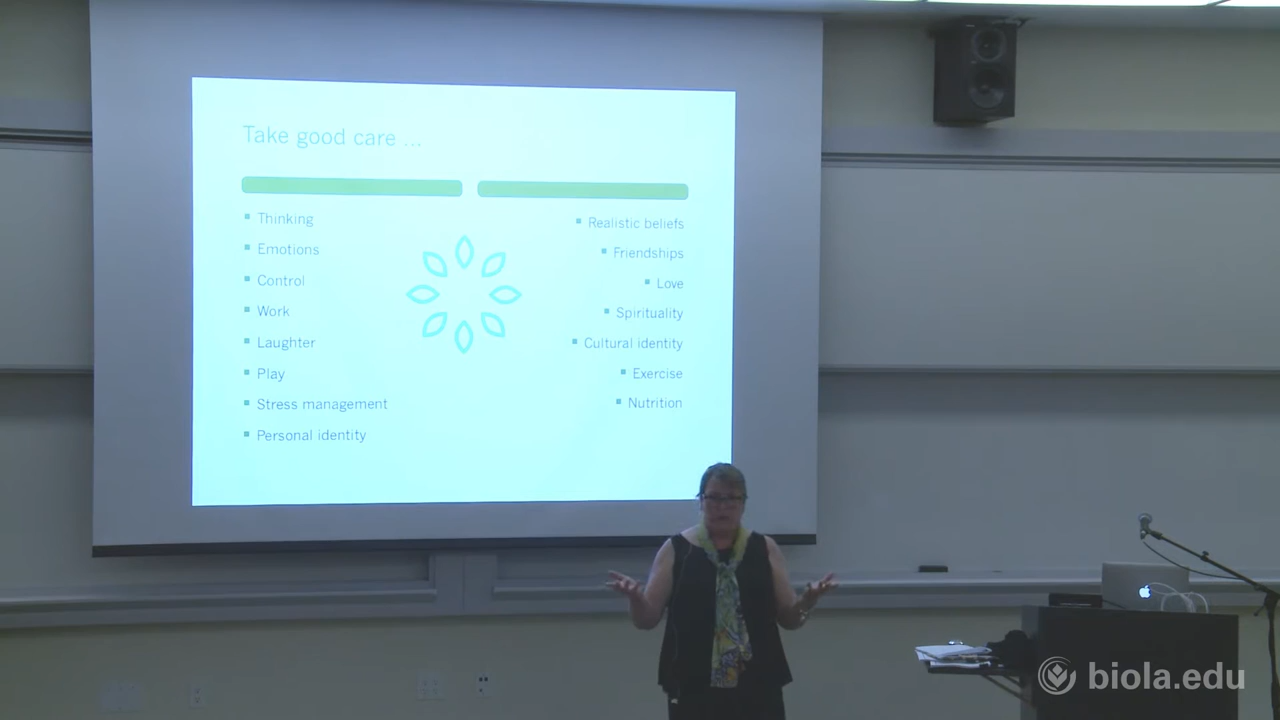 Take good care ...
▪ Thinking
▪ Emotions
▪ Control
▪ Work
▪ Laughter
▪ Play
▪ Stress management
▪ Personal identity
▪ Realistic beliefs
▪ Friendships
▪ Love
▪ Spirituality
▪ Cultural identity
▪ Exercise
▪ Nutrition
biola.edu